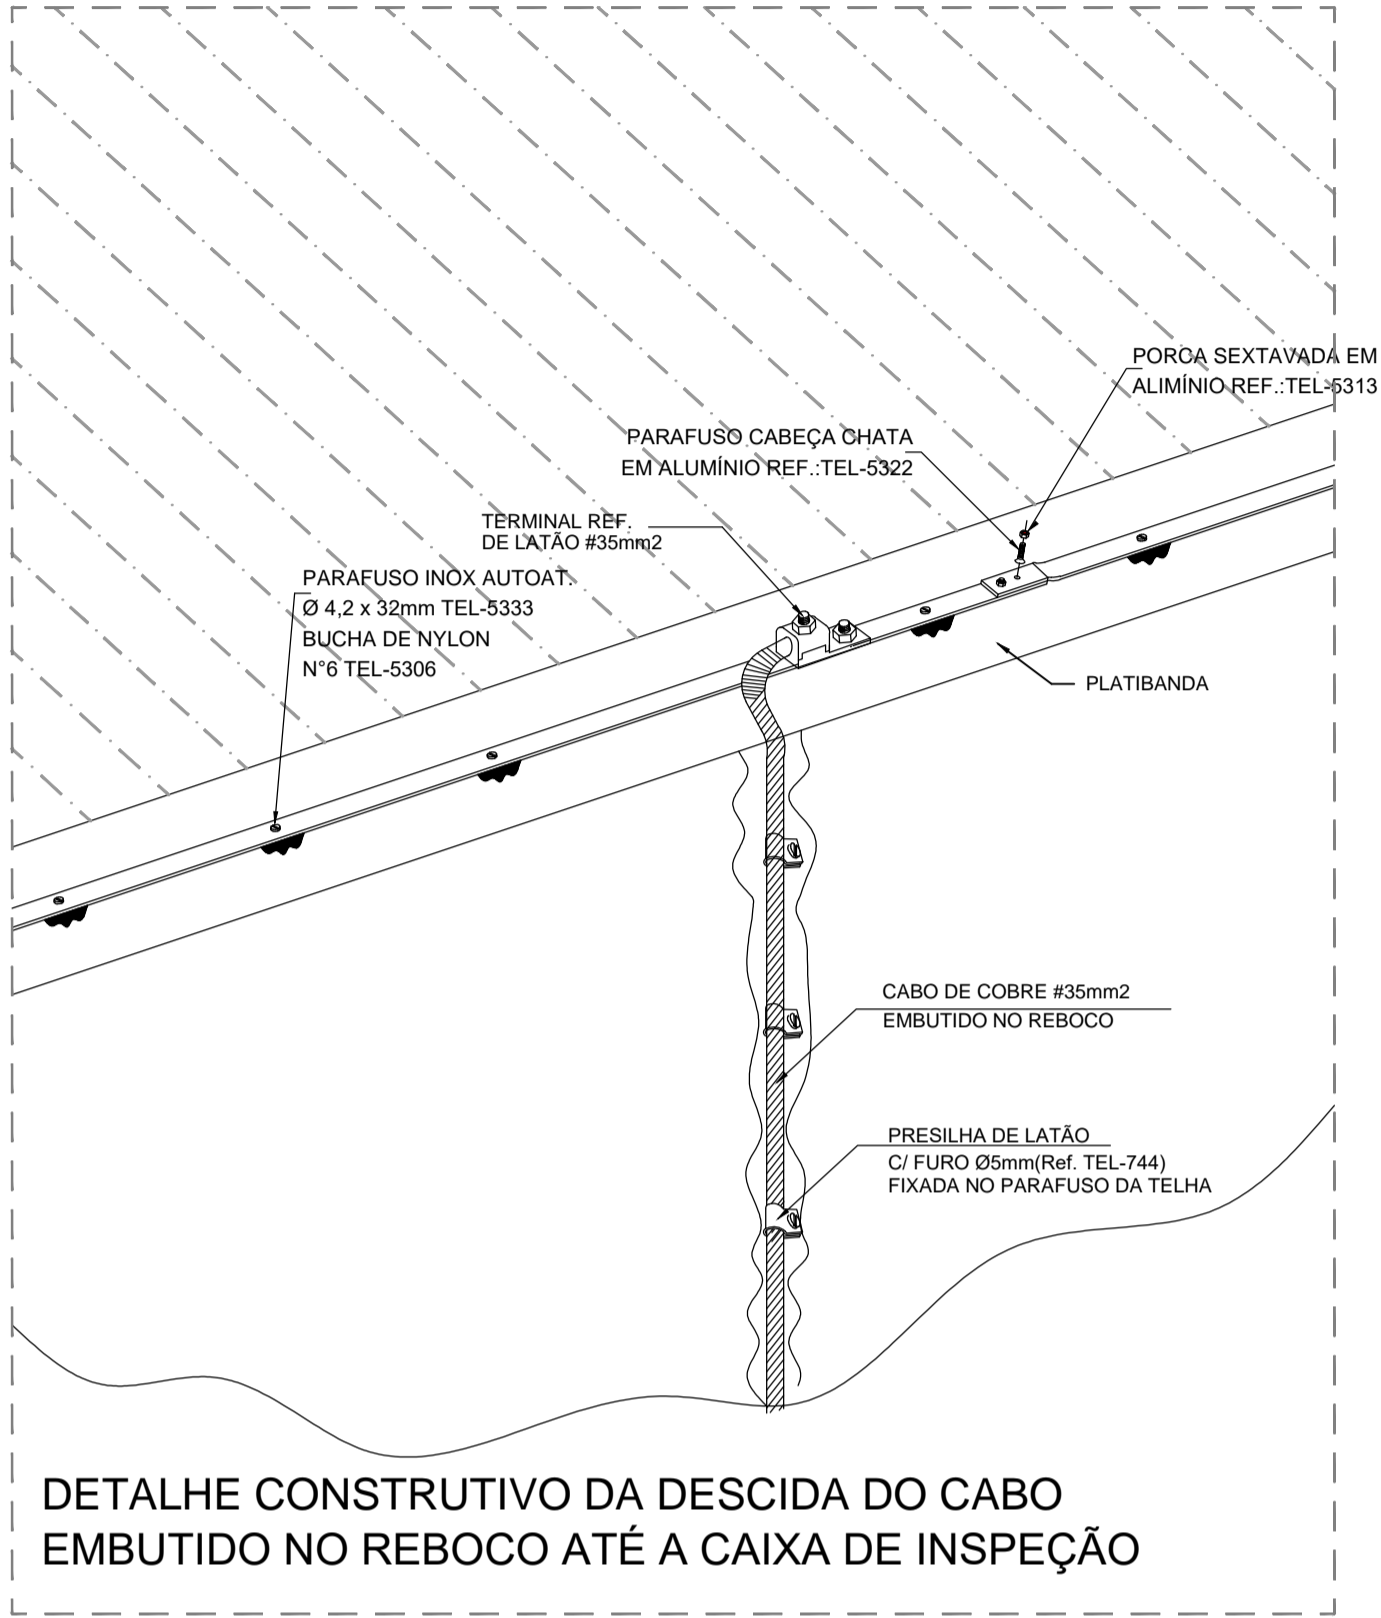 PORCA SEXTAVADA EM
ALIMÍNIO REF.:TEL-5313
PARAFUSO CABEÇA CHATA
EM ALUMÍNIO REF.:TEL-5322
TERMINAL REF.
DE LATÃO #35mm2
PARAFUSO INOX AUTOAT.
Ø 4,2 x 32mm TEL-5333
BUCHA DE NYLON
N°6 TEL-5306
PLATIBANDA
CABO DE COBRE #35mm2
EMBUTIDO NO REBOCO
PRESILHA DE LATÃO
C/ FURO Ø5mm(Ref. TEL-744)
FIXADA NO PARAFUSO DA TELHA
DETALHE CONSTRUTIVO DA DESCIDA DO CABO
EMBUTIDO NO REBOCO ATÉ A CAIXA DE INSPEÇÃO